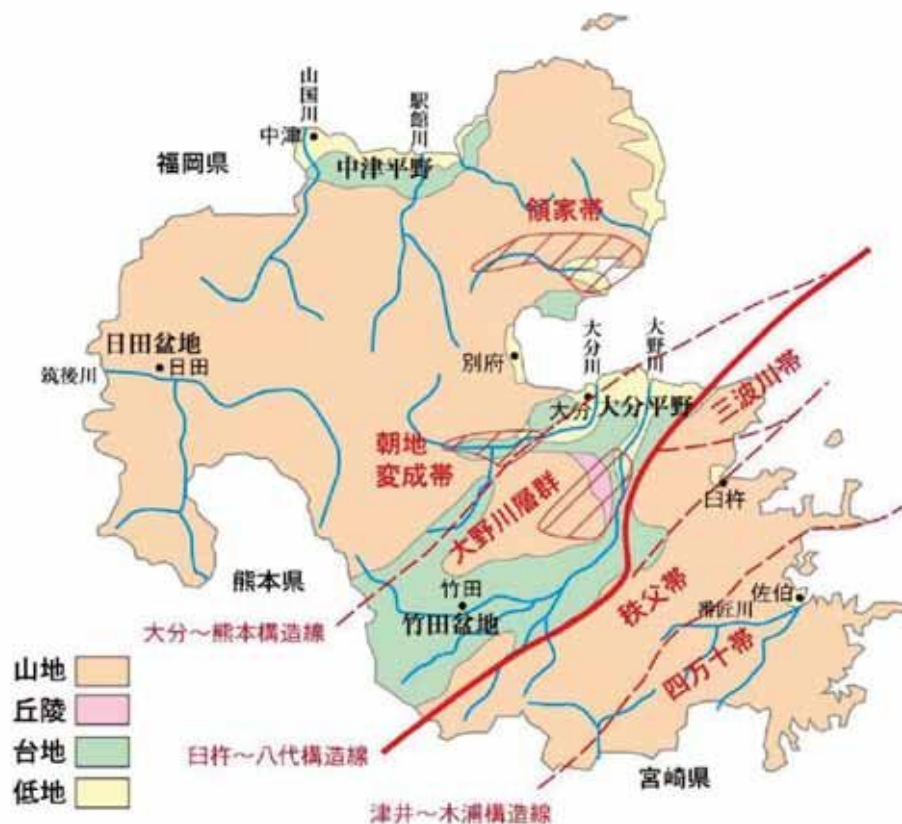 山国川
駅館川
中津
福岡県
中津平野
領家帯
日田盆地
日田
筑後川
別府
大分川
大野川
大分
大分平野
三波川帯
朝地
変成帯
大野川層群
臼杵
熊本県
竹田
竹田盆地
秩父帯
佐伯
番匠川
四万十帯
大分~熊本構造線
山地
丘陵
台地
低地
臼杵~八代構造線
宮崎県
津井~木浦構造線